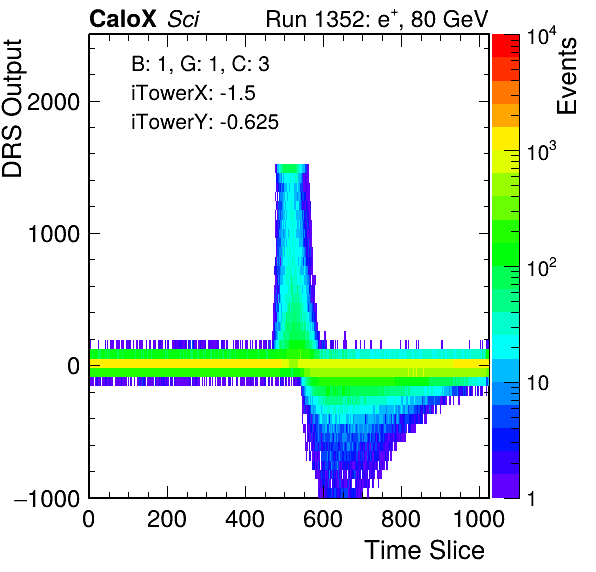 CaloX Sci Run 1352: e+, 80 GeV
B: 1, G: 1, C: 3
iTowerX: -1.5
iTowerY: -0.625
DRS Output
2000
1000
0
−1000
0 200 400 600 800 1000
Time Slice
Events
10^4
10^3
10^2
10
1